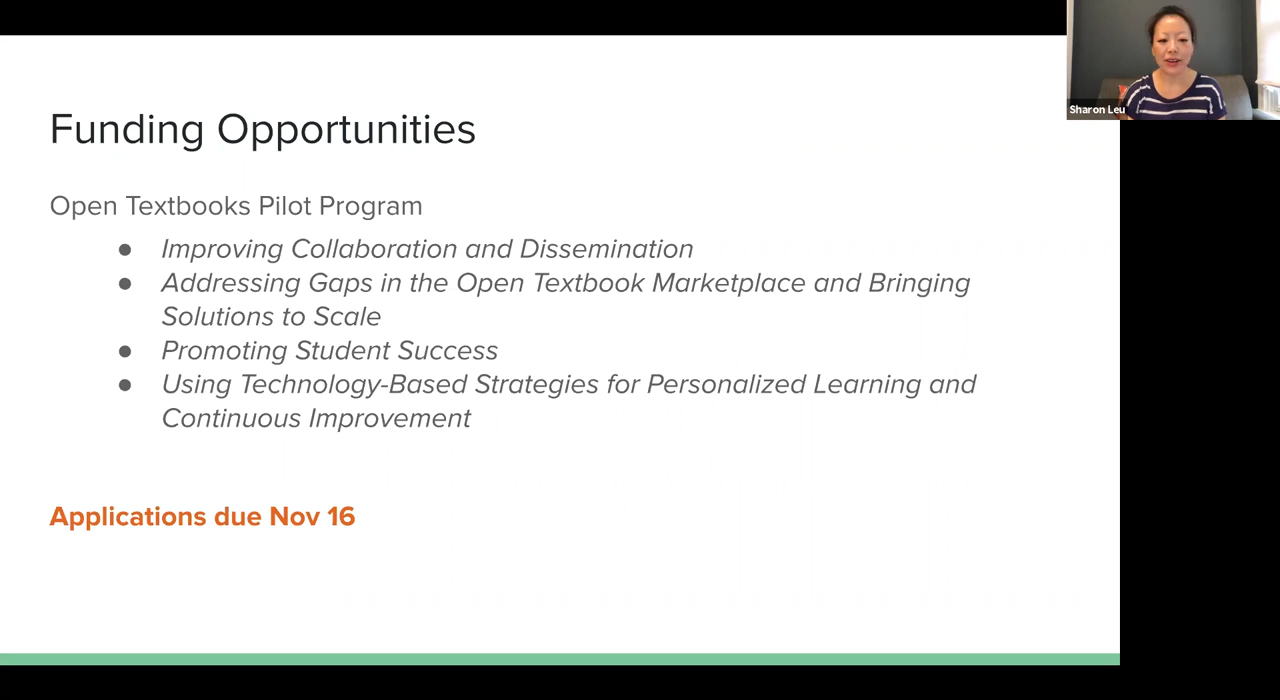 Sharon Leu
Funding Opportunities
Open Textbooks Pilot Program
● Improving Collaboration and Dissemination
● Addressing Gaps in the Open Textbook Marketplace and Bringing
Solutions to Scale
● Promoting Student Success
● Using Technology-Based Strategies for Personalized Learning and
Continuous Improvement
Applications due Nov 16